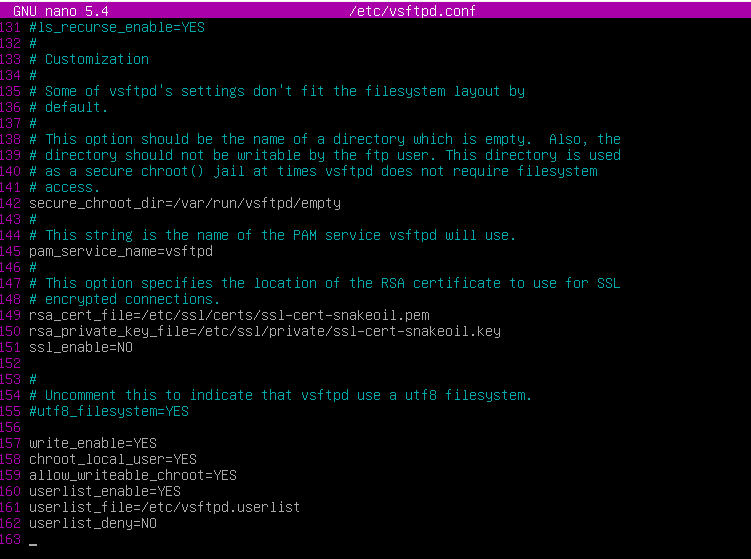 GNU nano 5.4 /etc/vsftpd.conf
131 #ls_recurse_enable=YES
132 #
133 # Customization
134 #
135 # Some of vsftpd's settings don't fit the filesystem layout by
136 # default.
137 #
138 # This option should be the name of a directory which is empty.  Also, the
139 # directory should not be writable by the ftp user. This directory is used
140 # as a secure chroot() jail at times vsftpd does not require filesystem
141 # access.
142 secure_chroot_dir=/var/run/vsftpd/empty
143 #
144 # This string is the name of the PAM service vsftpd will use.
145 pam_service_name=vsftpd
146 #
147 # This option specifies the location of the RSA certificate to use for SSL
148 # encrypted connections.
149 rsa_cert_file=/etc/ssl/certs/ssl-cert-snakeoil.pem
150 rsa_private_key_file=/etc/ssl/private/ssl-cert-snakeoil.key
151 ssl_enable=NO
152
153 #
154 # Uncomment this to indicate that vsftpd use a utf8 filesystem.
155 #utf8_filesystem=YES
156
157 write_enable=YES
158 chroot_local_user=YES
159 allow_writeable_chroot=YES
160 userlist_enable=YES
161 userlist_file=/etc/vsftpd.userlist
162 userlist_deny=NO
163 _